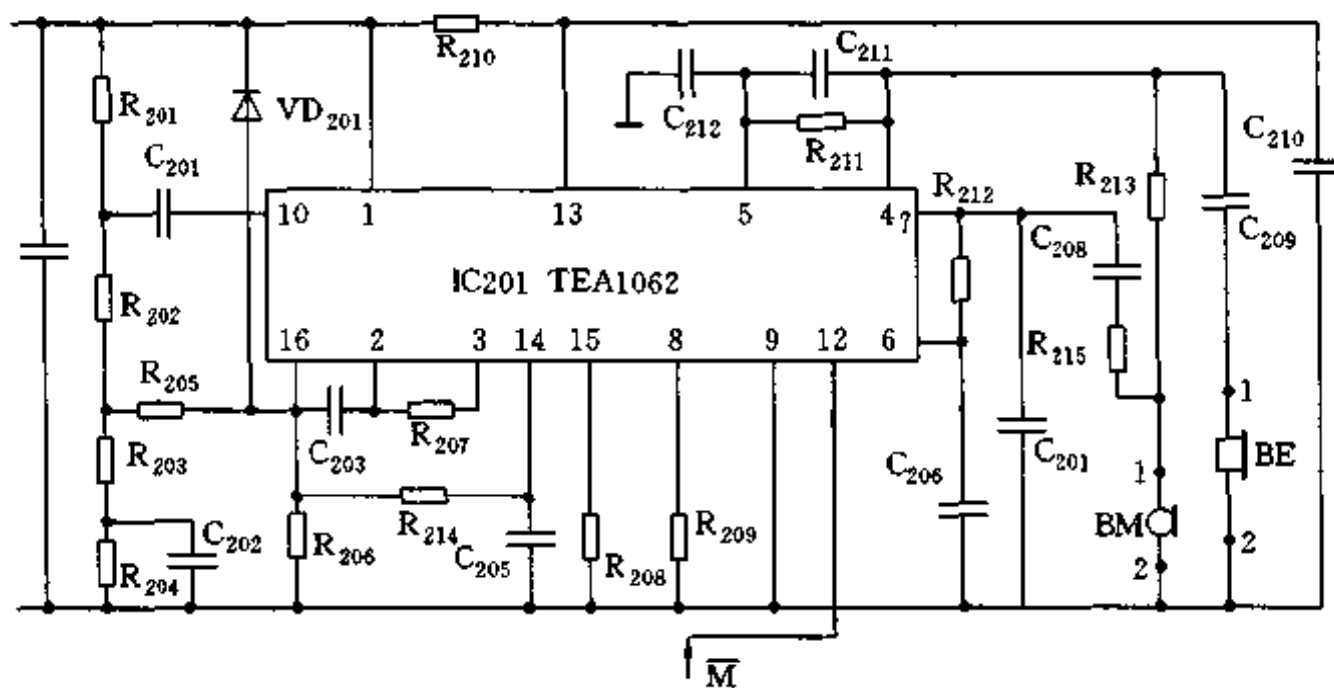 R210
C211
R201
VD201
C212
R211
C210
C201
R212
R213
10 1 13 5 4 7
C208
C209
IC201 TEA1062
R202
16 2 3 14 15 8 9 12 6
R215
R205
1
R203
C203
R207
C206
C201
1
BE
R214
C202
R206
C205
R208
R209
BM
2
R204
2
M̅